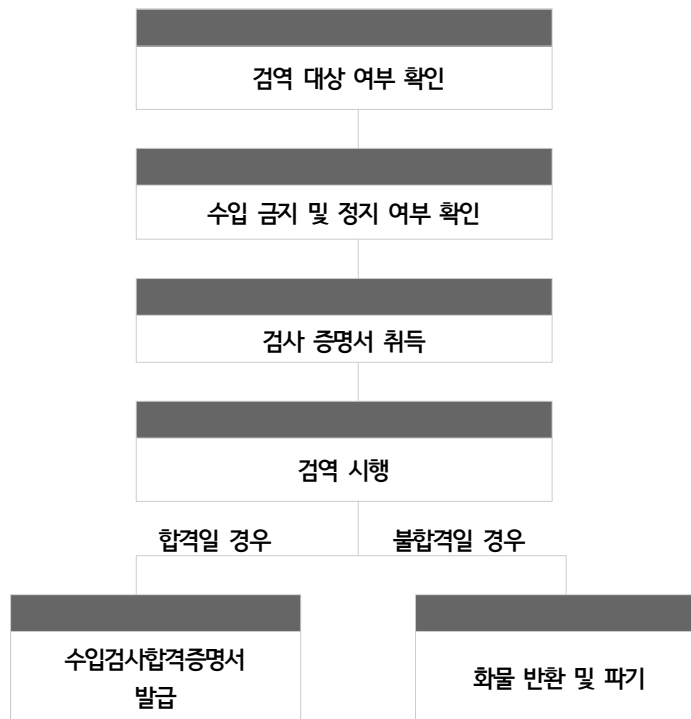 검역 대상 여부 확인
수입 금지 및 정지 여부 확인
검사 증명서 취득
검역 시행
합격일 경우
불합격일 경우
수입검사합격증명서
발급
화물 반환 및 파기